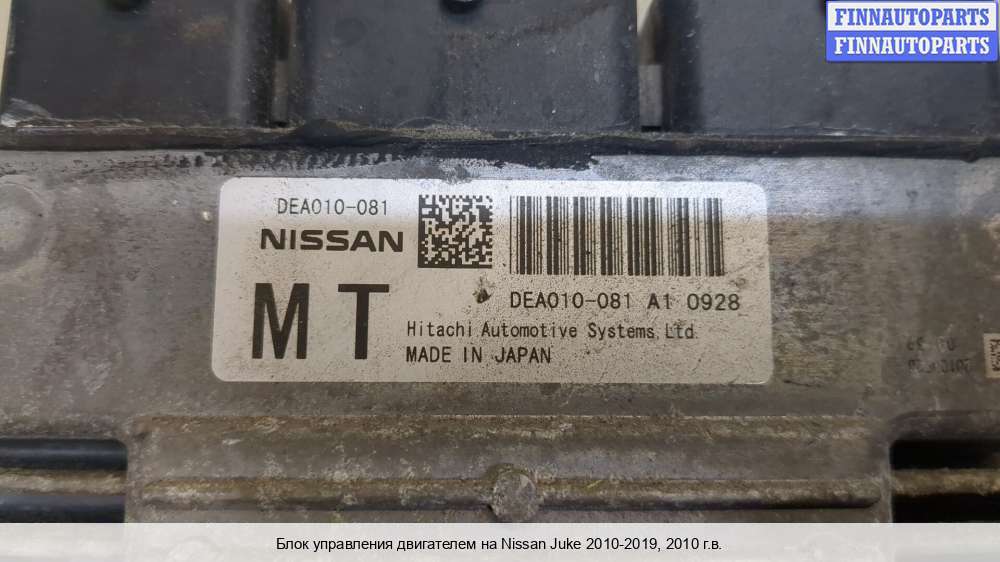 FINNAUTOPARTS
FINNAUTOPARTS
DEA010-081
NISSAN
MT
DEA010-081 A1 0928
Hitachi Automotive Systems,Ltd.
MADE IN JAPAN
Блок управления двигателем на Nissan Juke 2010-2019, 2010 г.в.